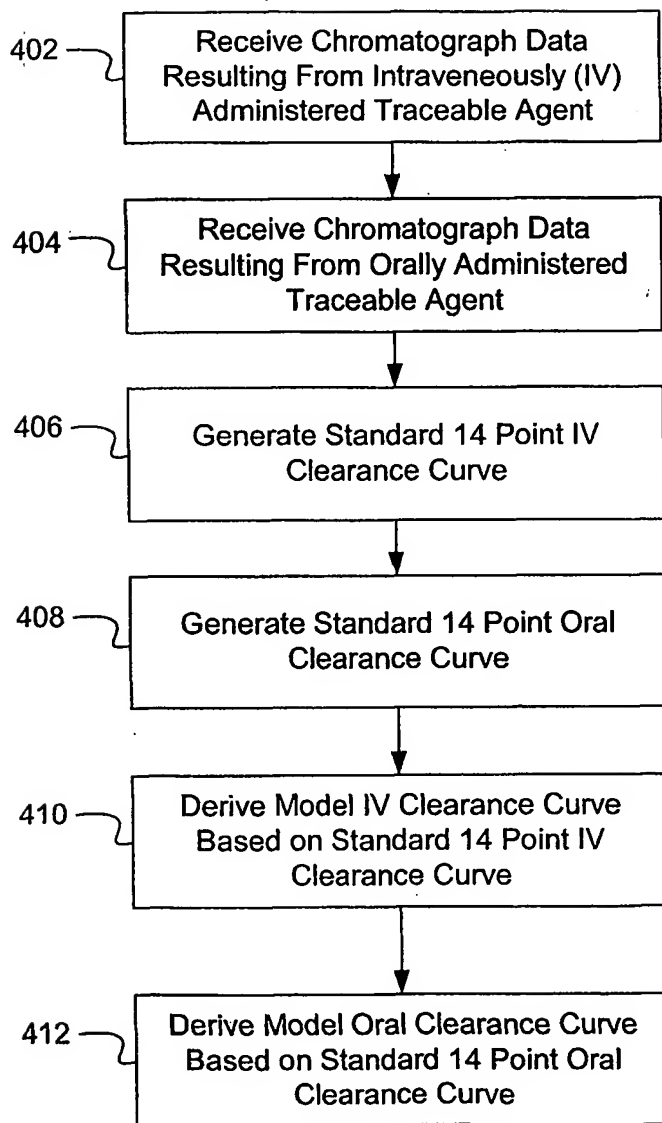 402
Receive Chromatograph Data
Resulting From Intraveneously (IV)
Administered Traceable Agent
404
Receive Chromatograph Data
Resulting From Orally Administered
Traceable Agent
406
Generate Standard 14 Point IV
Clearance Curve
408
Generate Standard 14 Point Oral
Clearance Curve
410
Derive Model IV Clearance Curve
Based on Standard 14 Point IV
Clearance Curve
412
Derive Model Oral Clearance Curve
Based on Standard 14 Point Oral
Clearance Curve